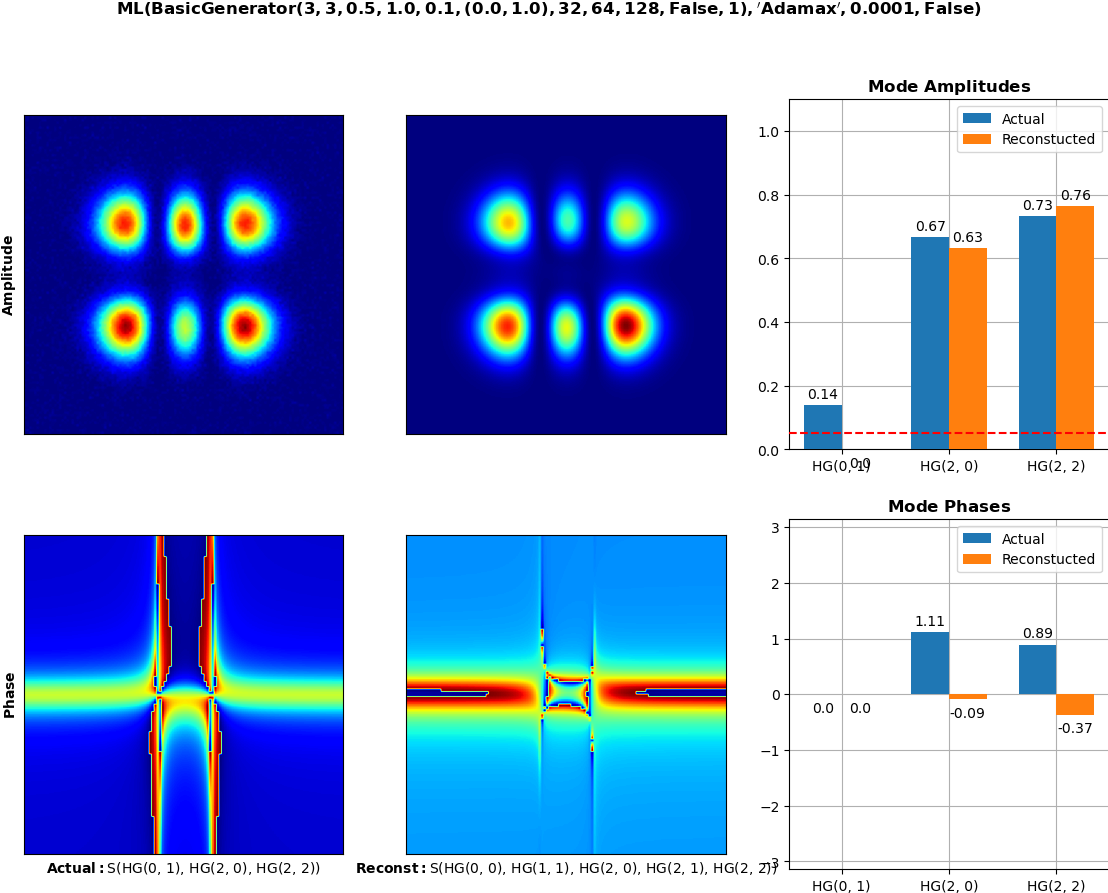 ML(BasicGenerator(3, 3, 0.5, 1.0, 0.1, (0.0, 1.0), 32, 64, 128, False, 1), ′Adamax′, 0.0001, False)
Amplitude
Mode Amplitudes
Actual
Reconstucted
1.0
0.8
0.6
0.4
0.2
0.0
0.14
0.0
0.67
0.63
0.73
0.76
HG(0, 1)
HG(2, 0)
HG(2, 2)
Phase
Actual: S(HG(0, 1), HG(2, 0), HG(2, 2))
Reconst: S(HG(0, 0), HG(1, 1), HG(2, 0), HG(2, 1), HG(2, 2))
Mode Phases
Actual
Reconstucted
3
2
1
0
−1
−2
−3
0.0
0.0
1.11
-0.09
0.89
-0.37
HG(0, 1)
HG(2, 0)
HG(2, 2)